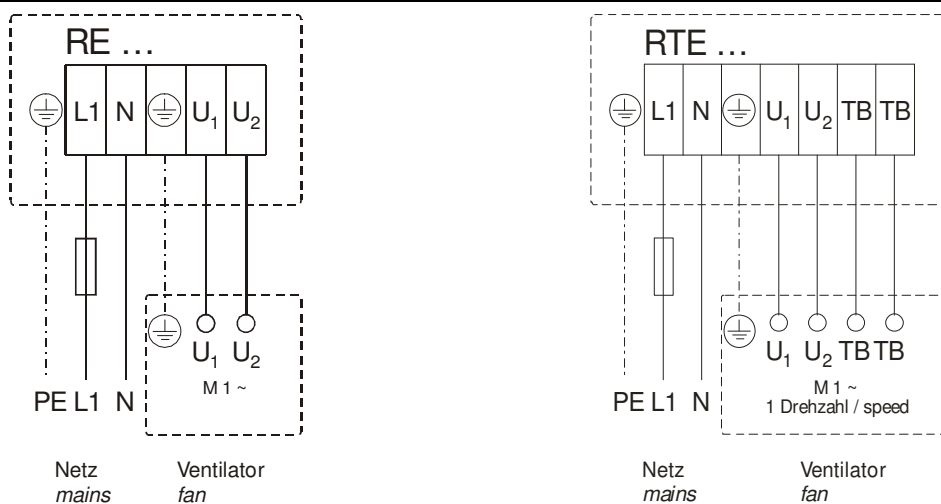 RE ...
L1 N U1 U2
U1 U2
M 1 ~
PE L1 N
Netz
mains
Ventilator
fan
RTE ...
L1 N U1 U2 TB TB
U1 U2 TB TB
M 1 ~
1 Drehzahl / speed
PE L1 N
Netz
mains
Ventilator
fan